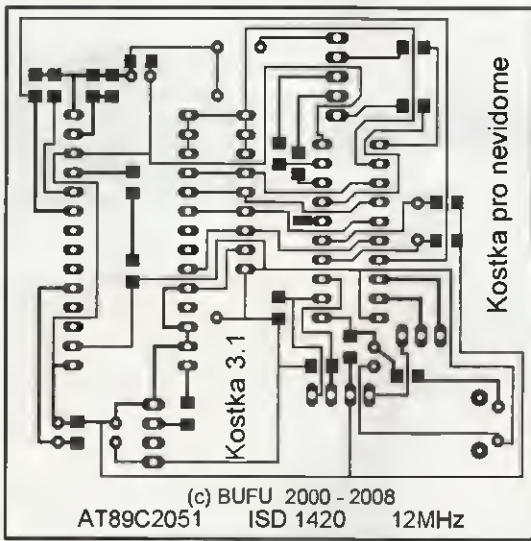 Kostka pro nevidome
Kostka 3.1
(c) BUFU 2000 - 2008
AT89C2051 ISD 1420 12MHz